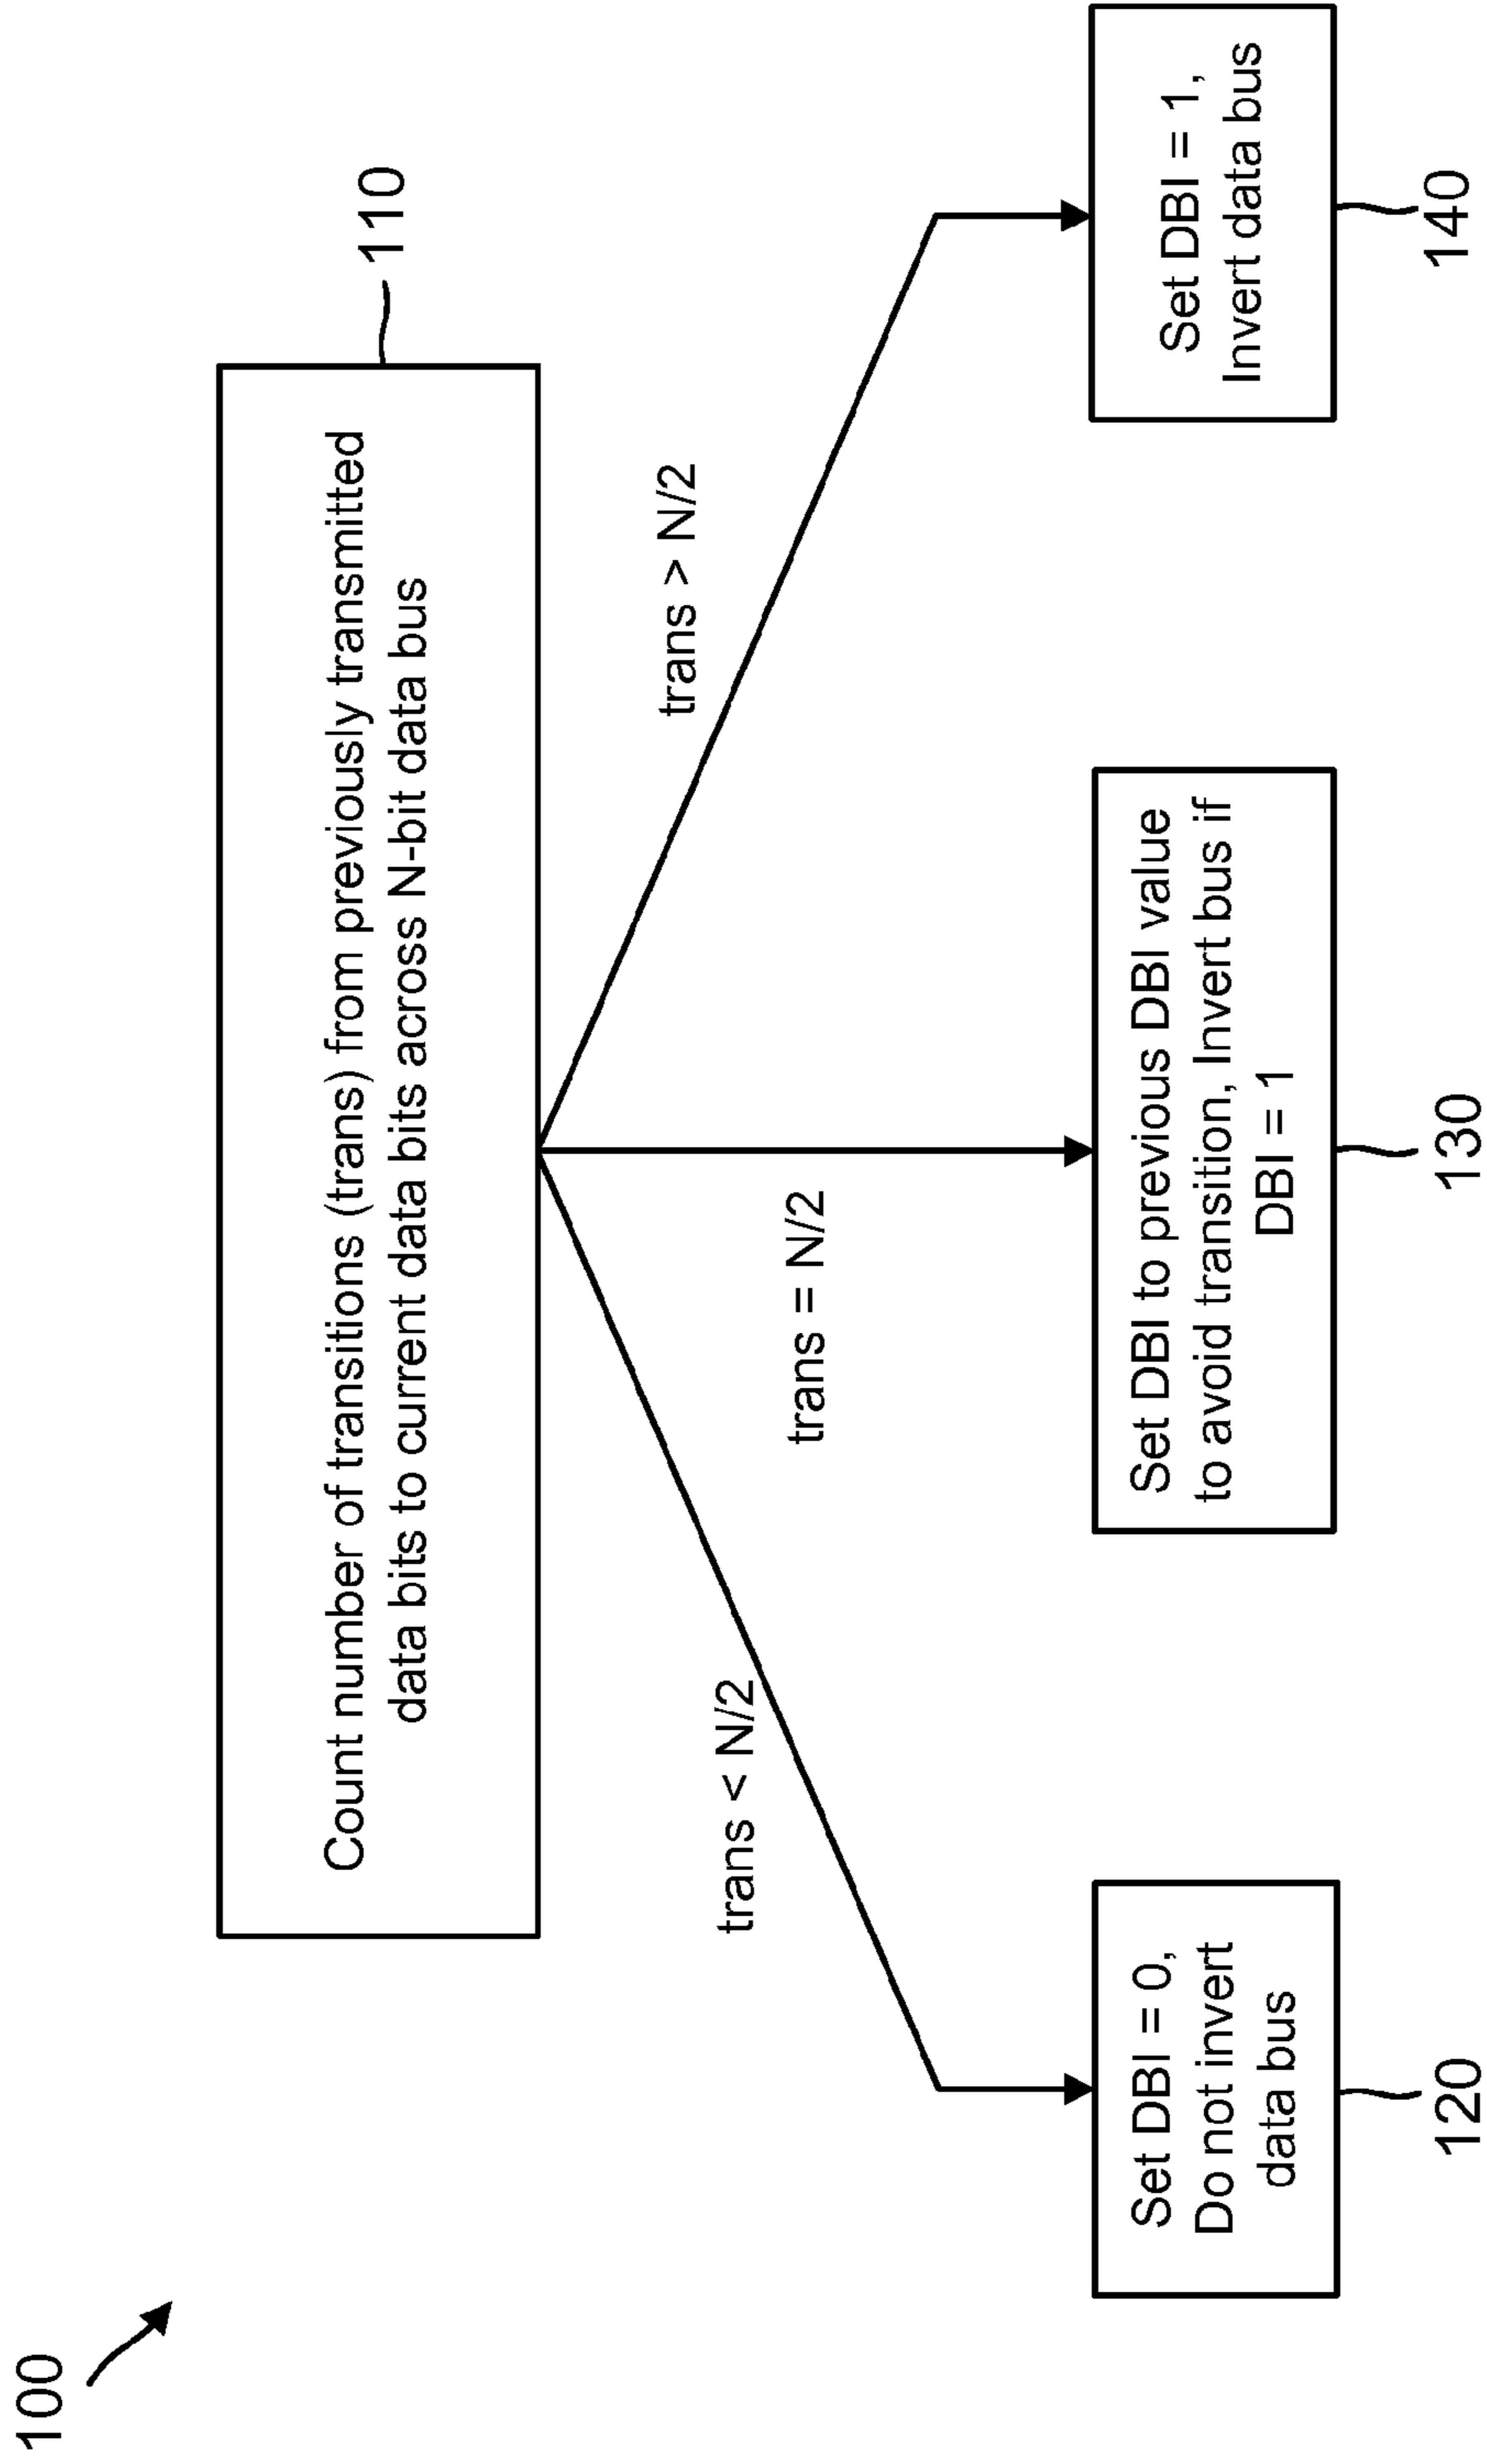 100
110
Count number of transitions (trans) from previously transmitted
data bits to current data bits across N-bit data bus
trans < N/2
trans = N/2
trans > N/2
Set DBI = 0,
Do not invert
data bus
120
Set DBI to previous DBI value
to avoid transition, Invert bus if
DBI = 1
130
Set DBI = 1,
Invert data bus
140